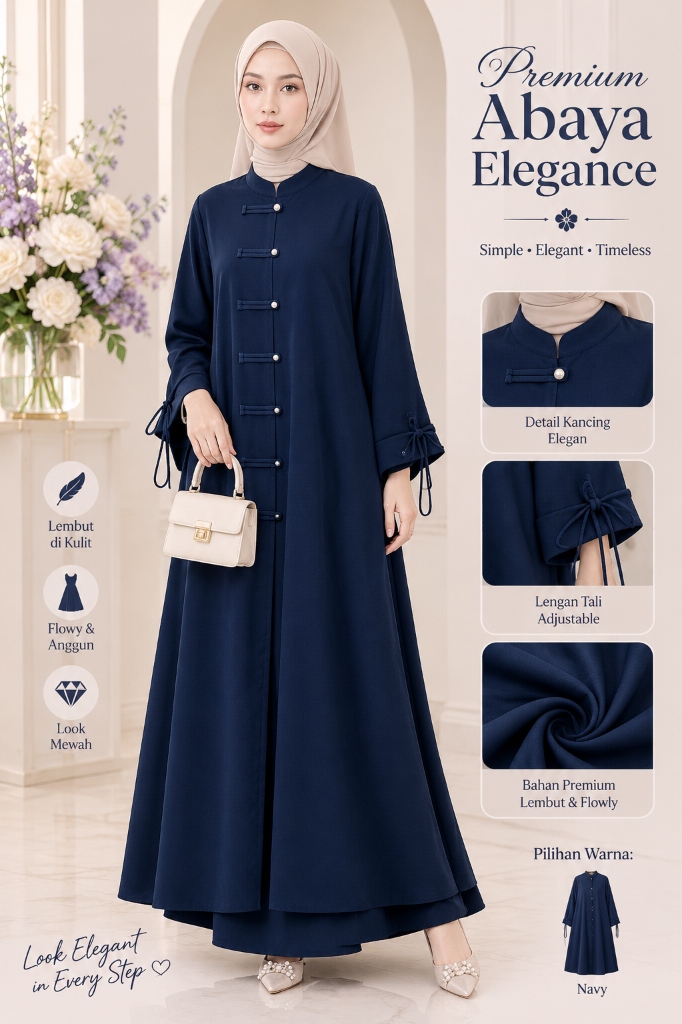 Premium
Abaya
Elegance
Simple • Elegant • Timeless
Detail Kancing
Elegan
Lengan Tali
Adjustable
Bahan Premium
Lembut & Flowly
Pilihan Warna:
Navy
Lembut
di Kulit
Flowy &
Anggun
Look
Mewah
Look Elegant
in Every Step ♡